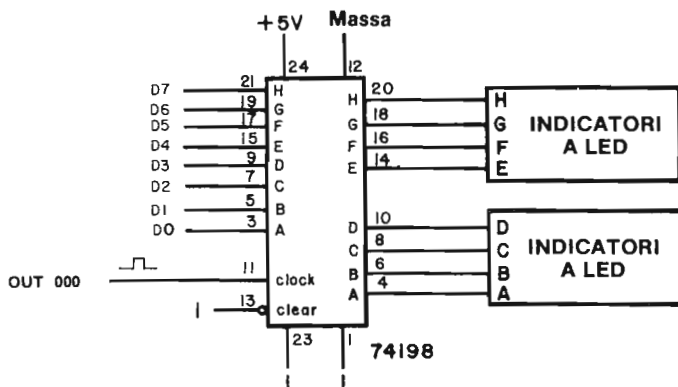 +5V Massa
24 12
D7 21 H H 20 H
D6 19 G G 18 G INDICATORI
D5 17 F F 16 F A LED
D4 15 E E 14 E
D3 9 D
D2 7 C
D1 5 B D 10 D
D0 3 A C 8 C INDICATORI
B 6 B A LED
OUT 000 11 clock A 4 A
1 13 clear
23 1 74198
1 1